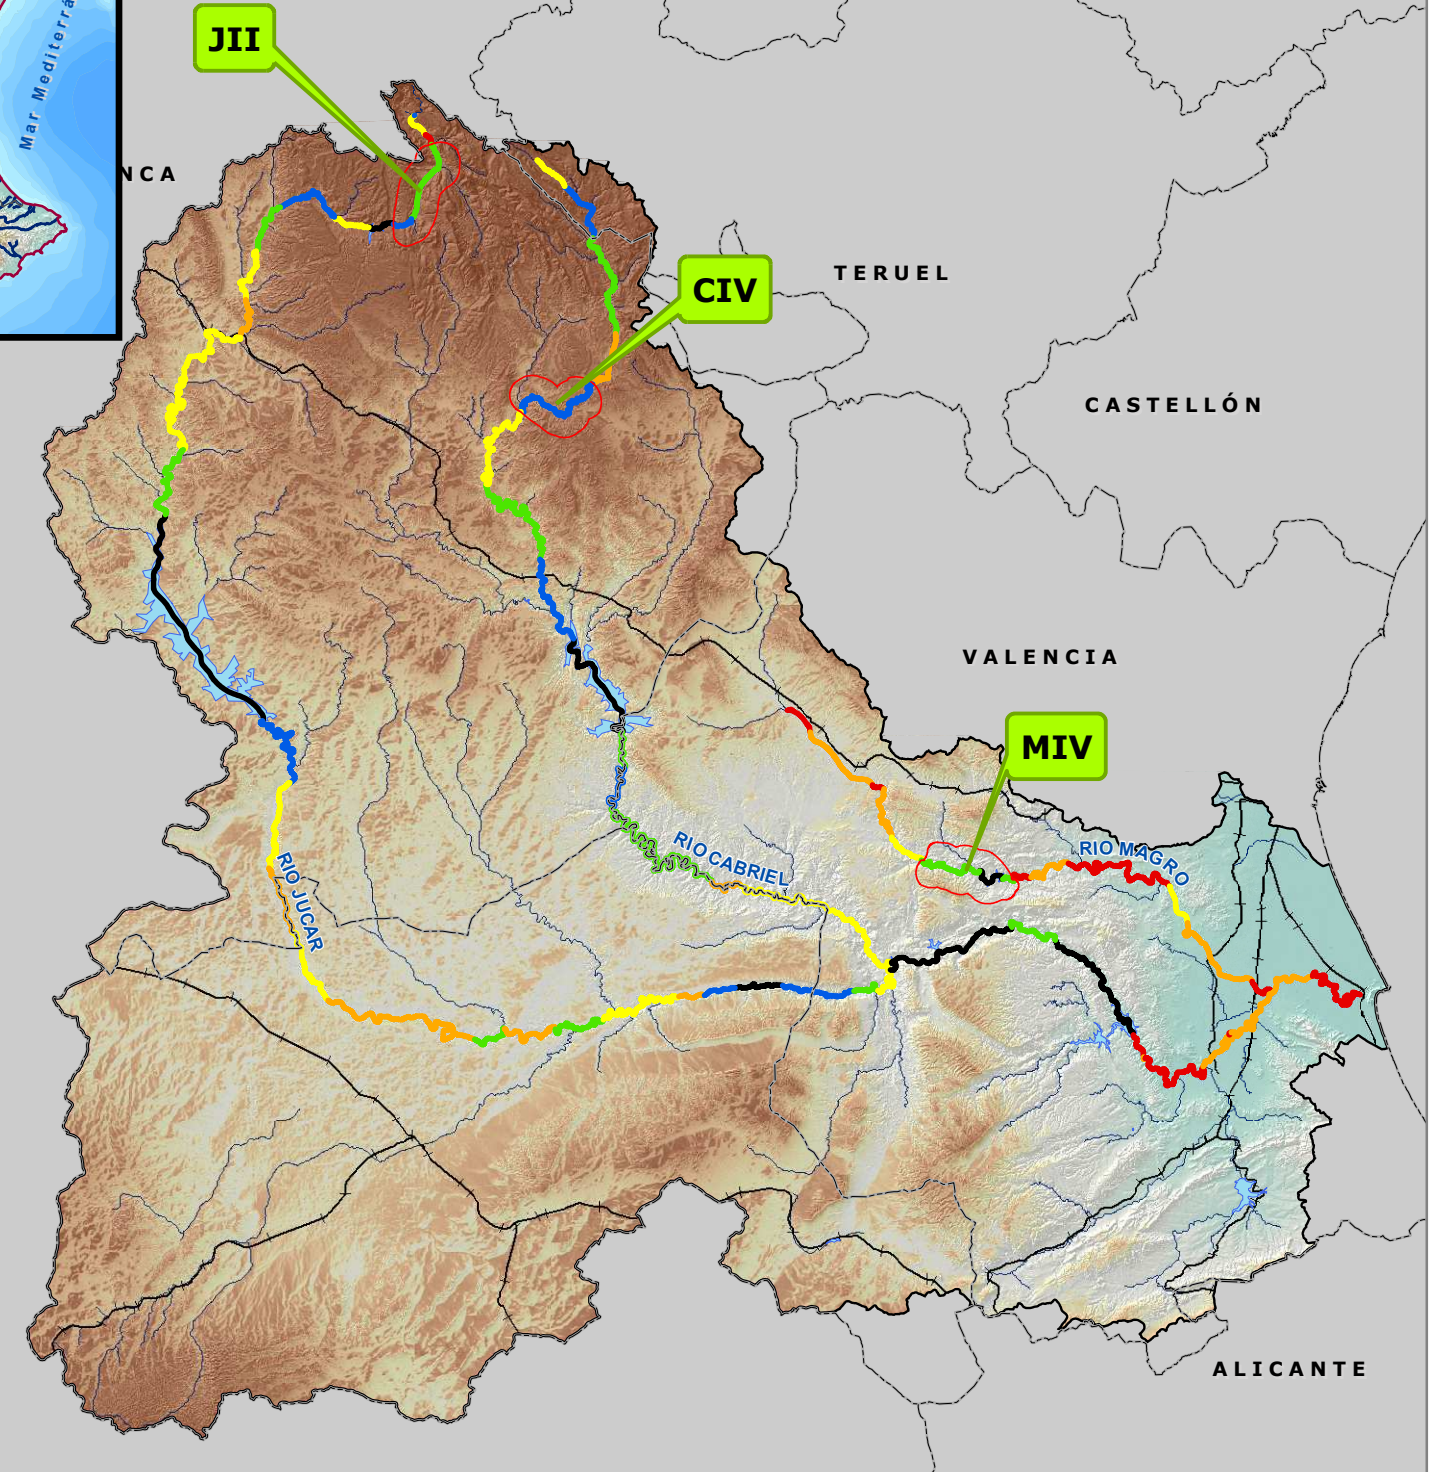 Mar Mediterrá
JII
NCA
CIV
TERUEL
CASTELLÓN
VALENCIA
MIV
RIO MAGRO
RIO CABRIEL
RIO JUCAR
ALICANTE